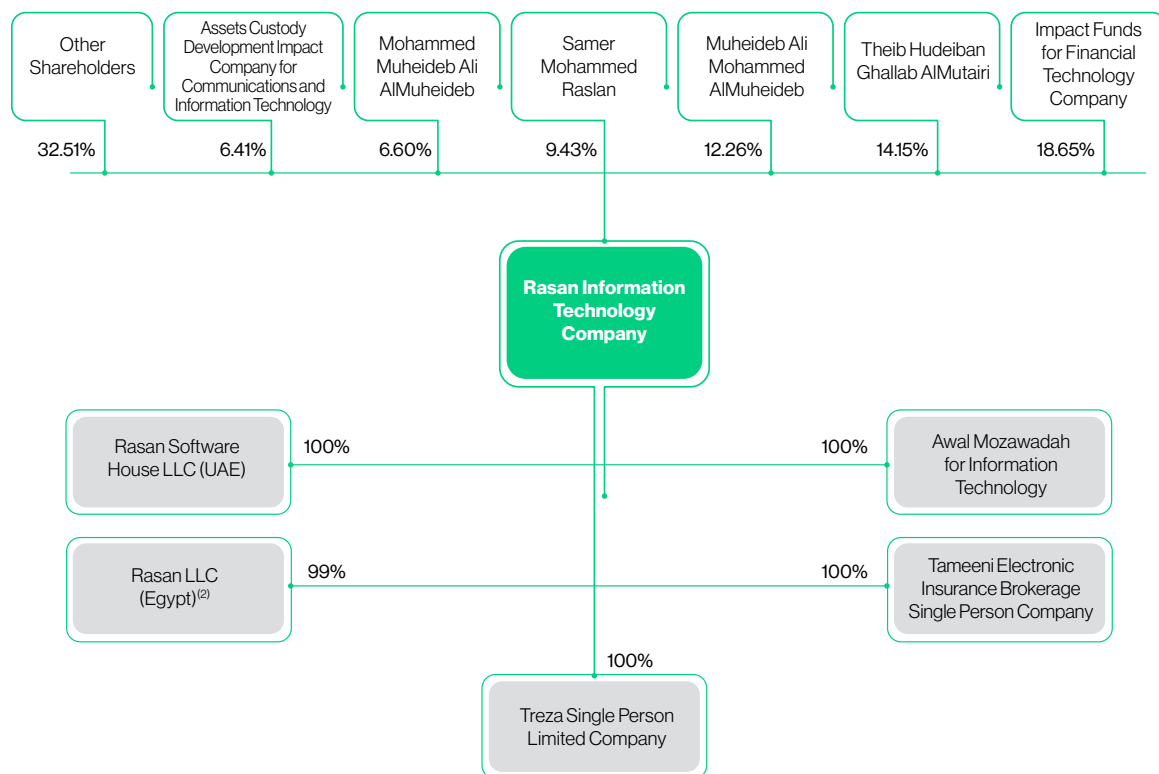 Other
Shareholders
Assets Custody
Development Impact
Company for
Communications and
Information Technology
Mohammed
Muheideb Ali
AlMuheideb
Samer
Mohammed
Raslan
Muheideb Ali
Mohammed
AlMuheideb
Theib Hudeiban
Ghallab AlMutairi
Impact Funds
for Financial
Technology
Company
32.51%
6.41%
6.60%
9.43%
12.26%
14.15%
18.65%
Rasan Information
Technology
Company
Rasan Software
House LLC (UAE)
100%
100%
Awal Mozawadah
for Information
Technology
Rasan LLC
(Egypt)(2)
99%
100%
Tameeni Electronic
Insurance Brokerage
Single Person Company
100%
Treza Single Person
Limited Company